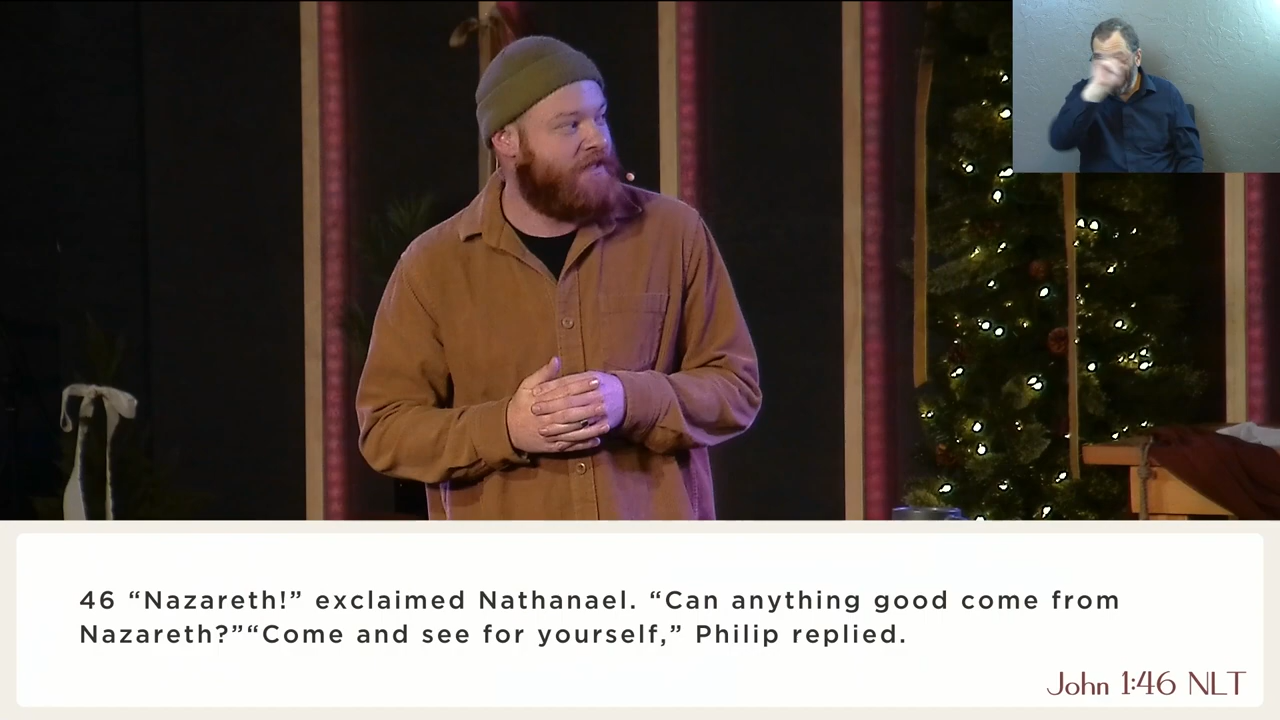 46 “Nazareth!” exclaimed Nathanael. “Can anything good come from
Nazareth?”“Come and see for yourself,” Philip replied.
John 1:46 NLT